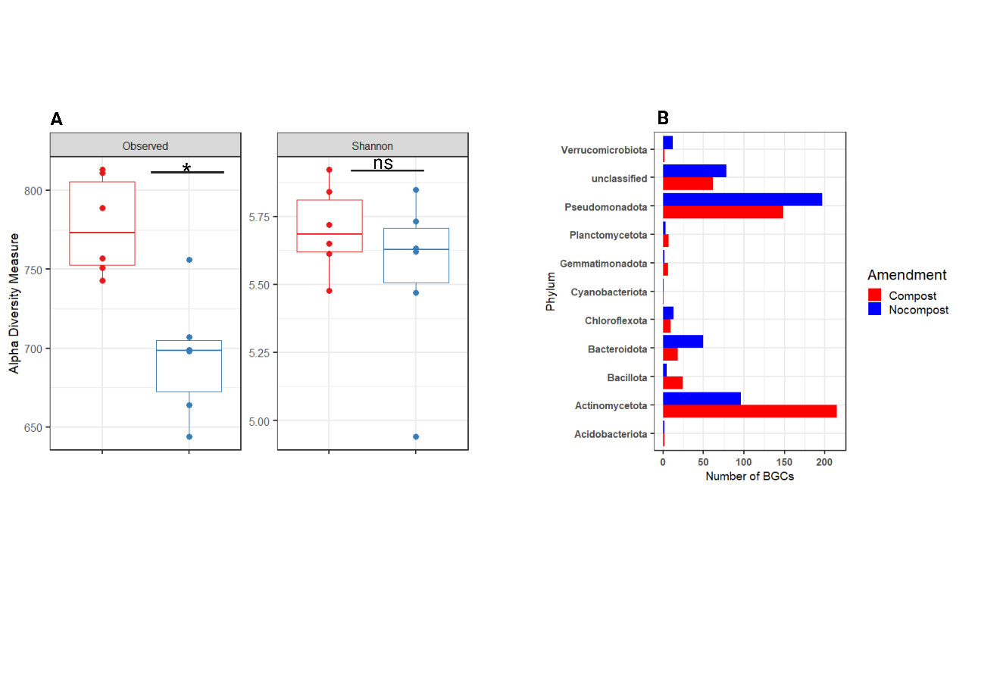 A
Observed
*
Shannon
ns
Alpha Diversity Measure
800
750
700
650
5.75
5.50
5.25
5.00
B
Verrucomicrobiota
unclassified
Pseudomonadota
Planctomycetota
Gemmatimonadota
Cyanobacteriota
Chloroflexota
Bacteroidota
Bacillota
Actinomycetota
Acidobacteriota
Phylum
0 50 100 150 200
Number of BGCs
Amendment
Compost
Nocompost